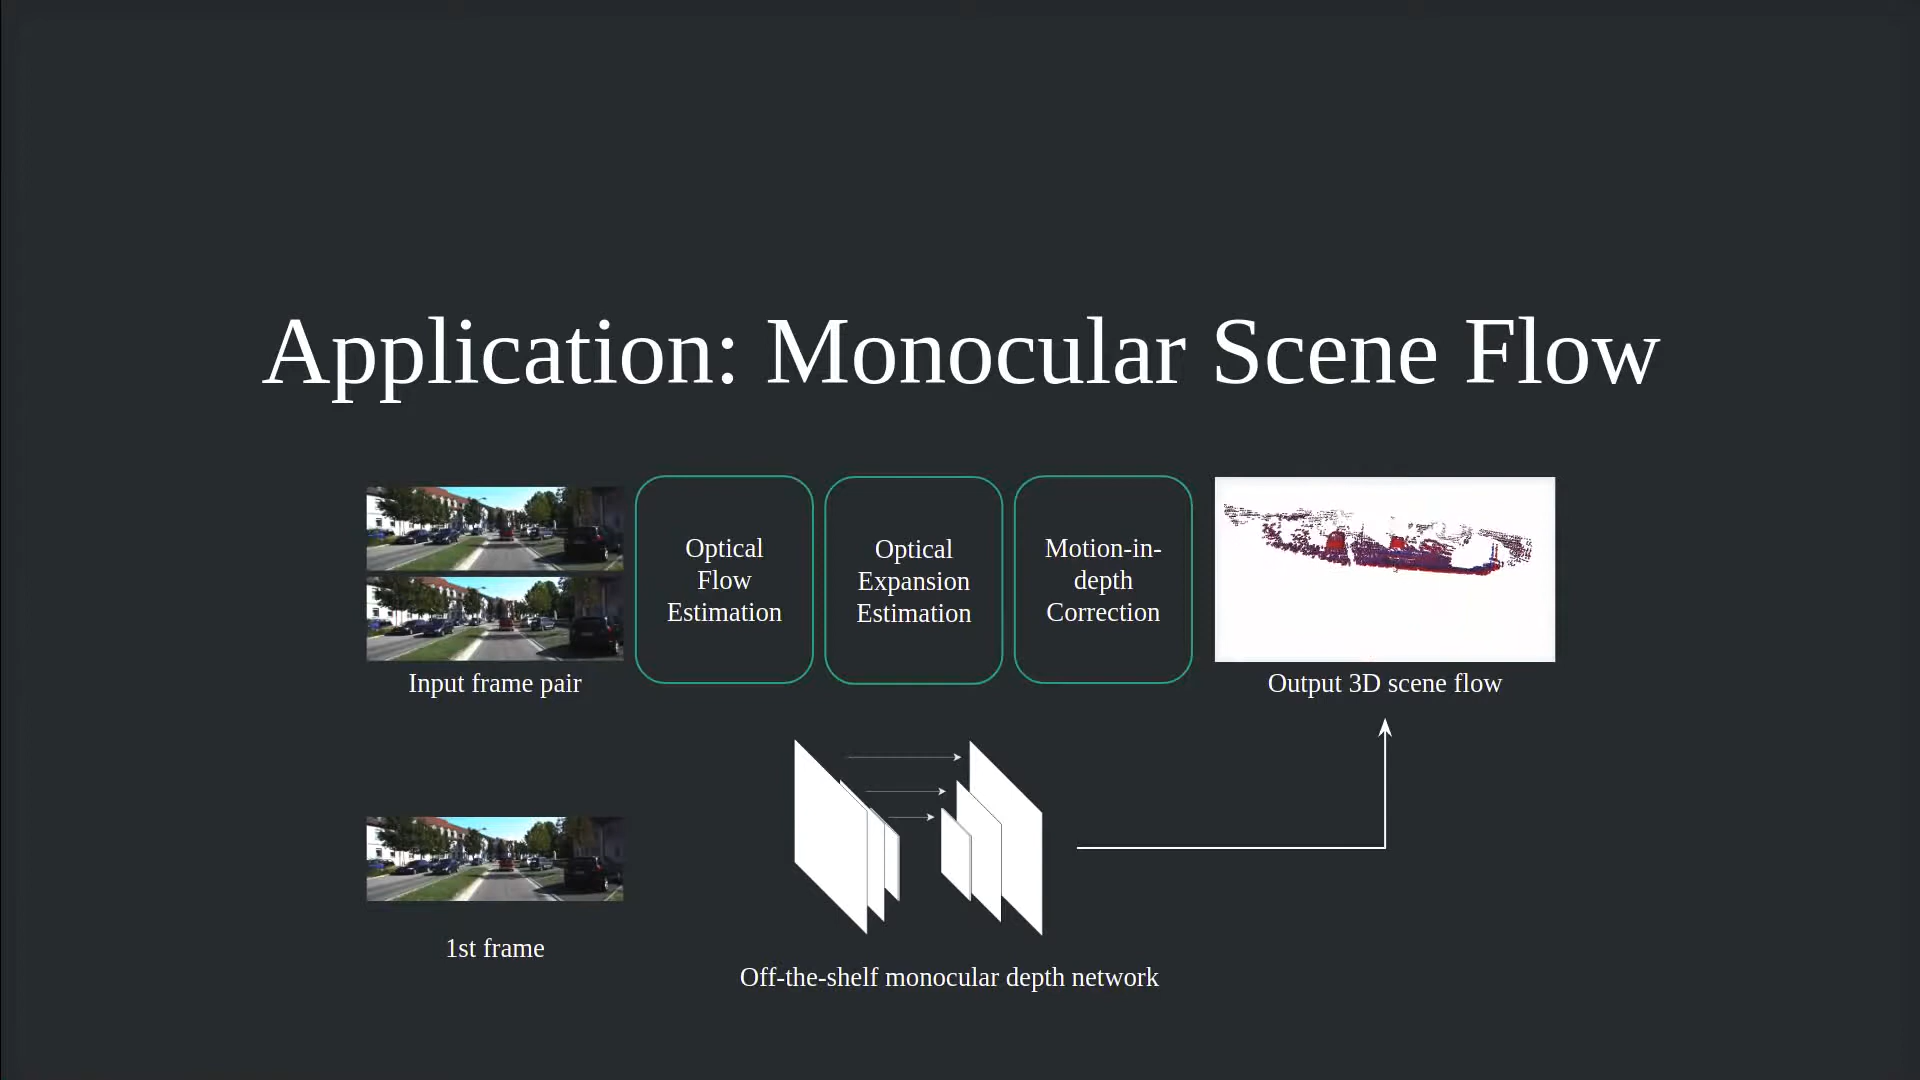 Application: Monocular Scene Flow
Optical
Flow
Estimation
Optical
Expansion
Estimation
Motion-in-
depth
Correction
Input frame pair
Output 3D scene flow
1st frame
Off-the-shelf monocular depth network